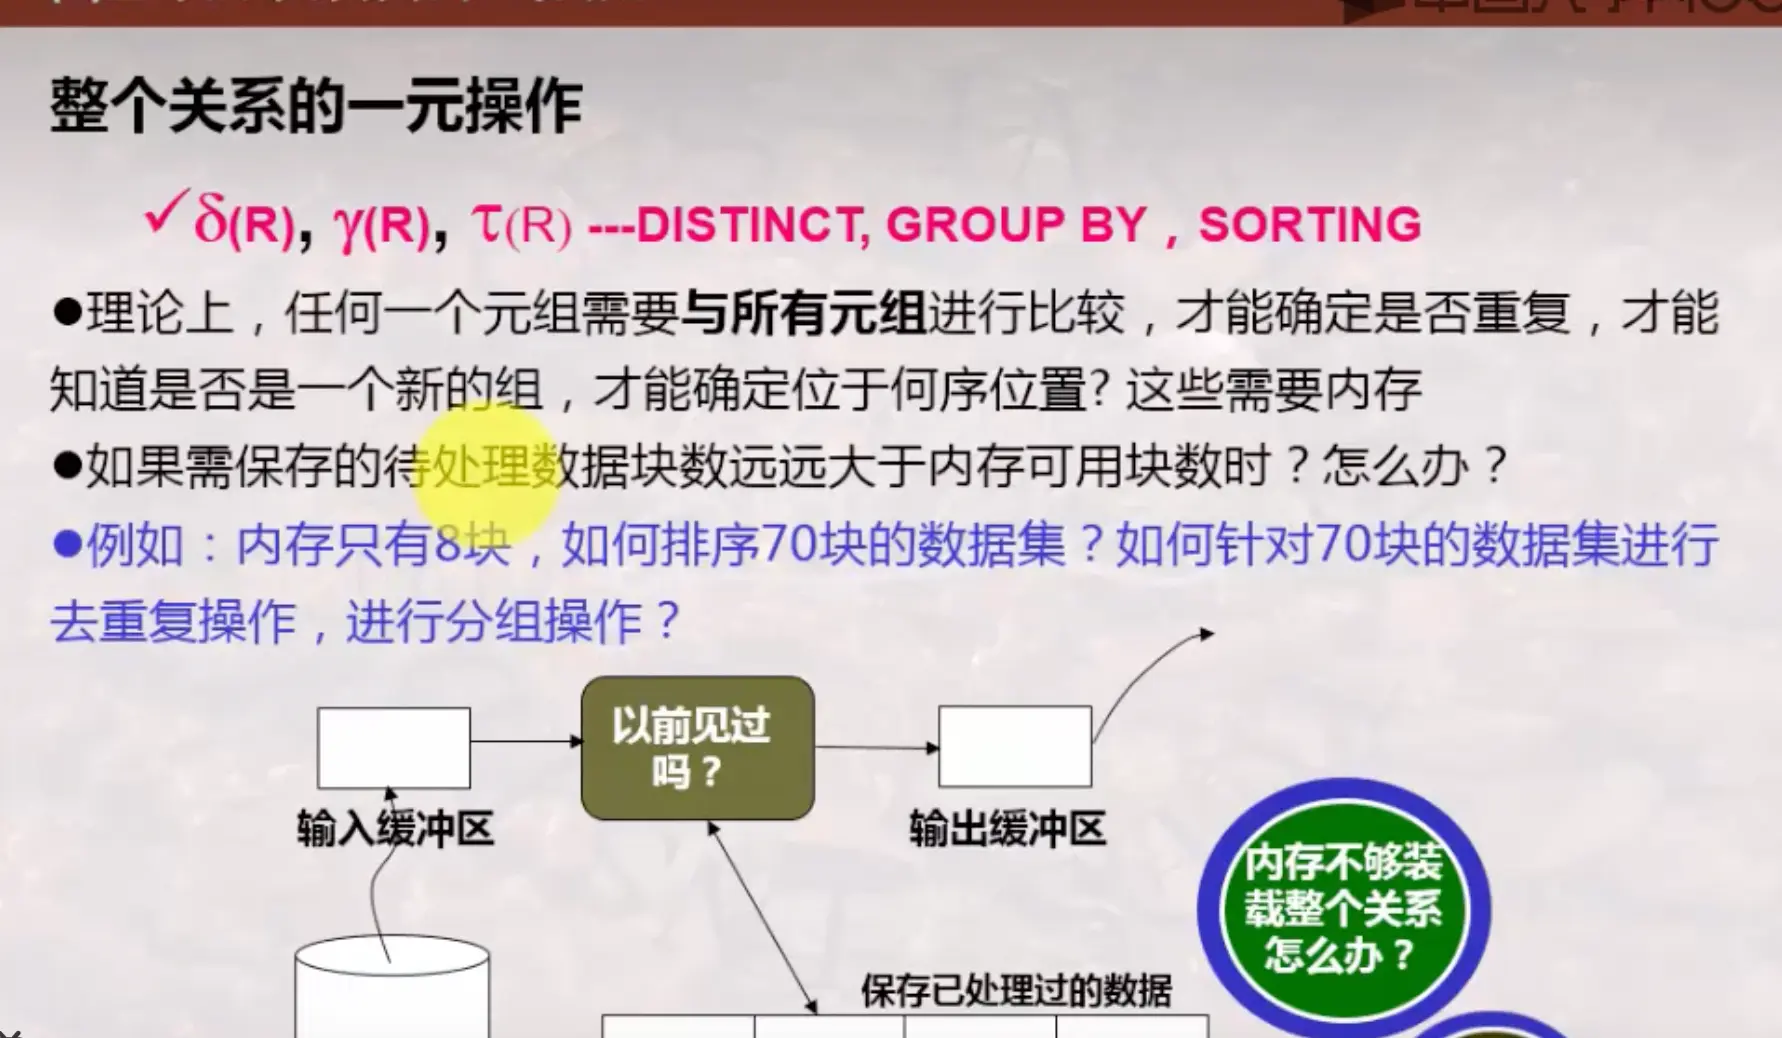 整个关系的一元操作
✓δ(R), γ(R), τ(R) ---DISTINCT, GROUP BY , SORTING
●理论上，任何一个元组需要与所有元组进行比较，才能确定是否重复，才能
知道是否是一个新的组，才能确定位于何序位置? 这些需要内存
●如果需保存的待处理数据块数远远大于内存可用块数时？怎么办？
●例如：内存只有8块，如何排序70块的数据集？如何针对70块的数据集进行
去重复操作，进行分组操作？
以前见过
吗？
输入缓冲区
输出缓冲区
内存不够装
载整个关系
怎么办？
保存已处理过的数据